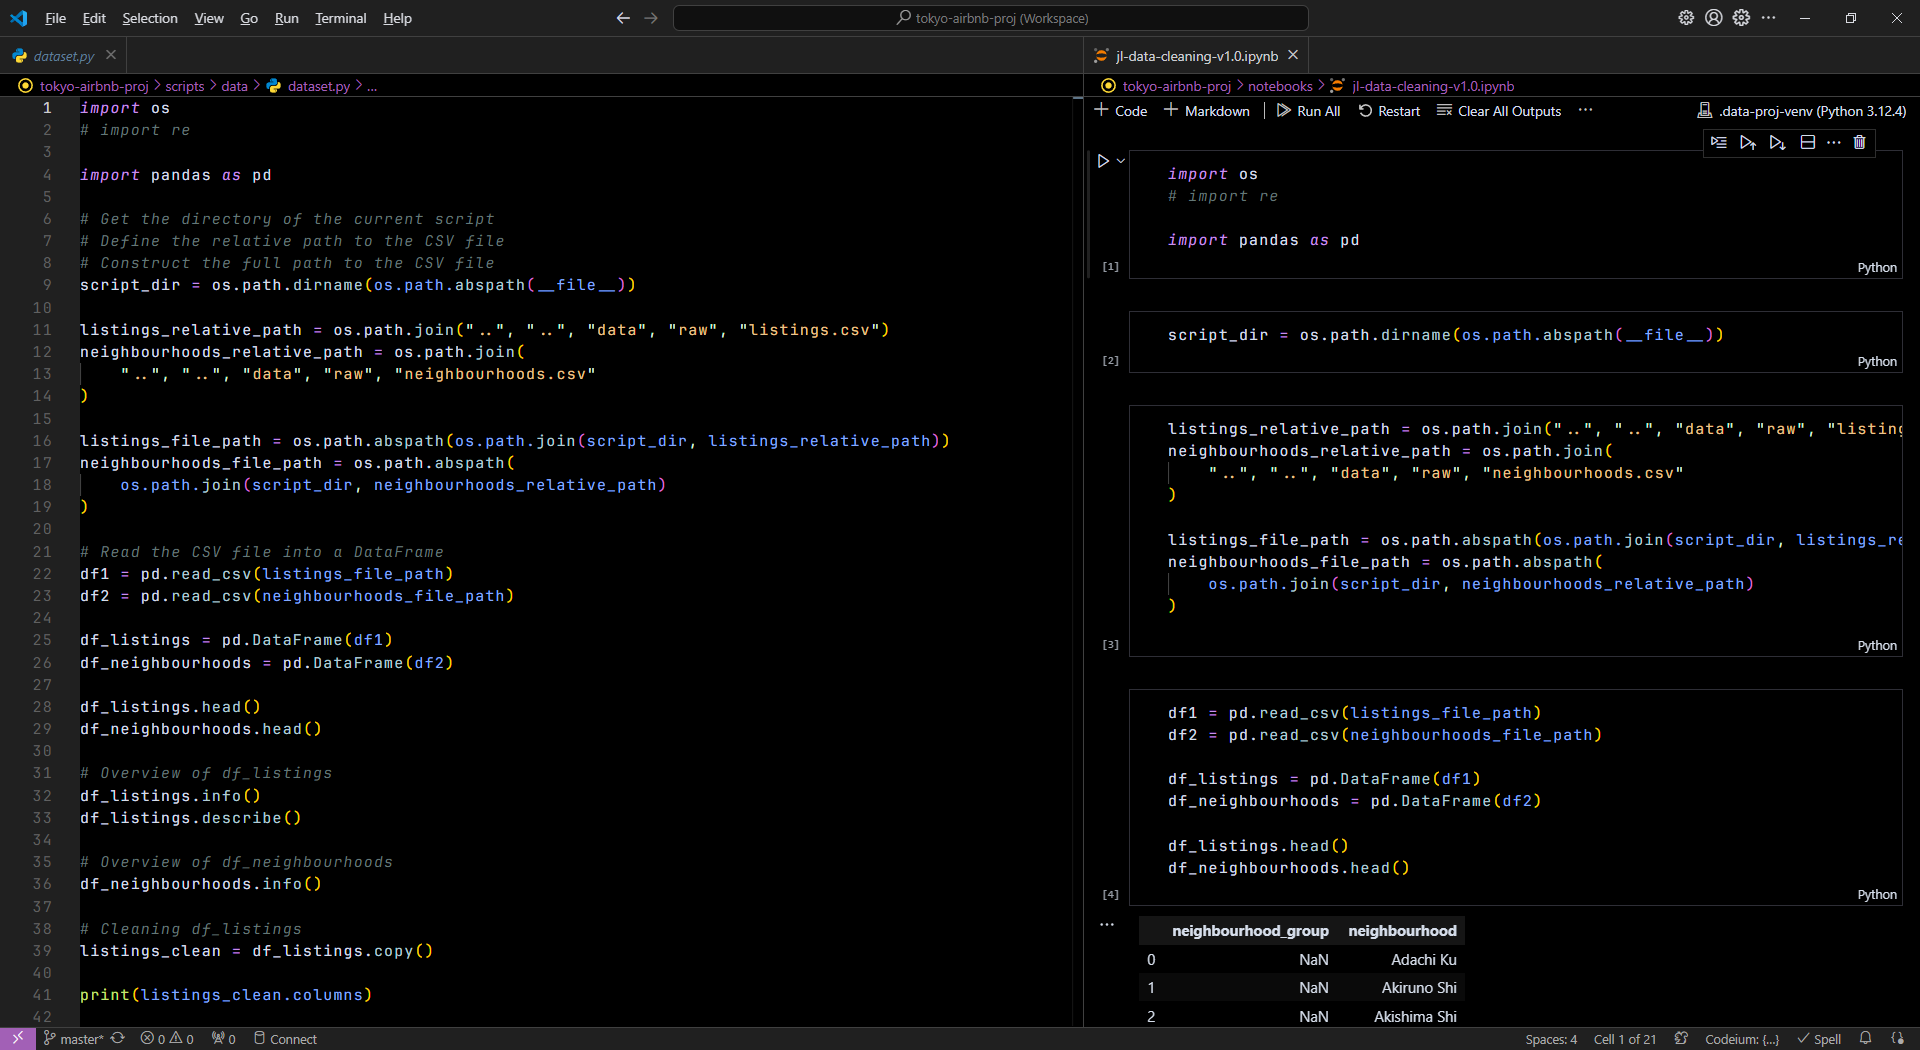 File Edit Selection View Go Run Terminal Help
tokyo-airbnb-proj (Workspace)
dataset.py
tokyo-airbnb-proj > scripts > data > dataset.py > ...
1 import os
2 # import re
3
4 import pandas as pd
5
6 # Get the directory of the current script
7 # Define the relative path to the CSV file
8 # Construct the full path to the CSV file
9 script_dir = os.path.dirname(os.path.abspath(__file__))
10
11 listings_relative_path = os.path.join("..", "..", "data", "raw", "listings.csv")
12 neighbourhoods_relative_path = os.path.join(
13 "..", "..", "data", "raw", "neighbourhoods.csv"
14 )
15
16 listings_file_path = os.path.abspath(os.path.join(script_dir, listings_relative_path))
17 neighbourhoods_file_path = os.path.abspath(
18 os.path.join(script_dir, neighbourhoods_relative_path)
19 )
20
21 # Read the CSV file into a DataFrame
22 df1 = pd.read_csv(listings_file_path)
23 df2 = pd.read_csv(neighbourhoods_file_path)
24
25 df_listings = pd.DataFrame(df1)
26 df_neighbourhoods = pd.DataFrame(df2)
27
28 df_listings.head()
29 df_neighbourhoods.head()
30
31 # Overview of df_listings
32 df_listings.info()
33 df_listings.describe()
34
35 # Overview of df_neighbourhoods
36 df_neighbourhoods.info()
37
38 # Cleaning df_listings
39 listings_clean = df_listings.copy()
40
41 print(listings_clean.columns)
42
jl-data-cleaning-v1.0.ipynb
tokyo-airbnb-proj > notebooks > jl-data-cleaning-v1.0.ipynb
+ Code + Markdown | Run All Restart Clear All Outputs ... .data-proj-venv (Python 3.12.4)
import os
# import re
import pandas as pd
[1] Python
script_dir = os.path.dirname(os.path.abspath(__file__))
[2] Python
listings_relative_path = os.path.join("..", "..", "data", "raw", "listing
neighbourhoods_relative_path = os.path.join(
"..", "..", "data", "raw", "neighbourhoods.csv"
)
listings_file_path = os.path.abspath(os.path.join(script_dir, listings_re
neighbourhoods_file_path = os.path.abspath(
os.path.join(script_dir, neighbourhoods_relative_path)
)
[3] Python
df1 = pd.read_csv(listings_file_path)
df2 = pd.read_csv(neighbourhoods_file_path)
df_listings = pd.DataFrame(df1)
df_neighbourhoods = pd.DataFrame(df2)
df_listings.head()
df_neighbourhoods.head()
[4] Python
... neighbourhood_group neighbourhood
0 NaN Adachi Ku
1 NaN Akiruno Shi
2 NaN Akishima Shi
master* 0 0 0 Connect Spaces: 4 Cell 1 of 21 Codeium: {...} Spell